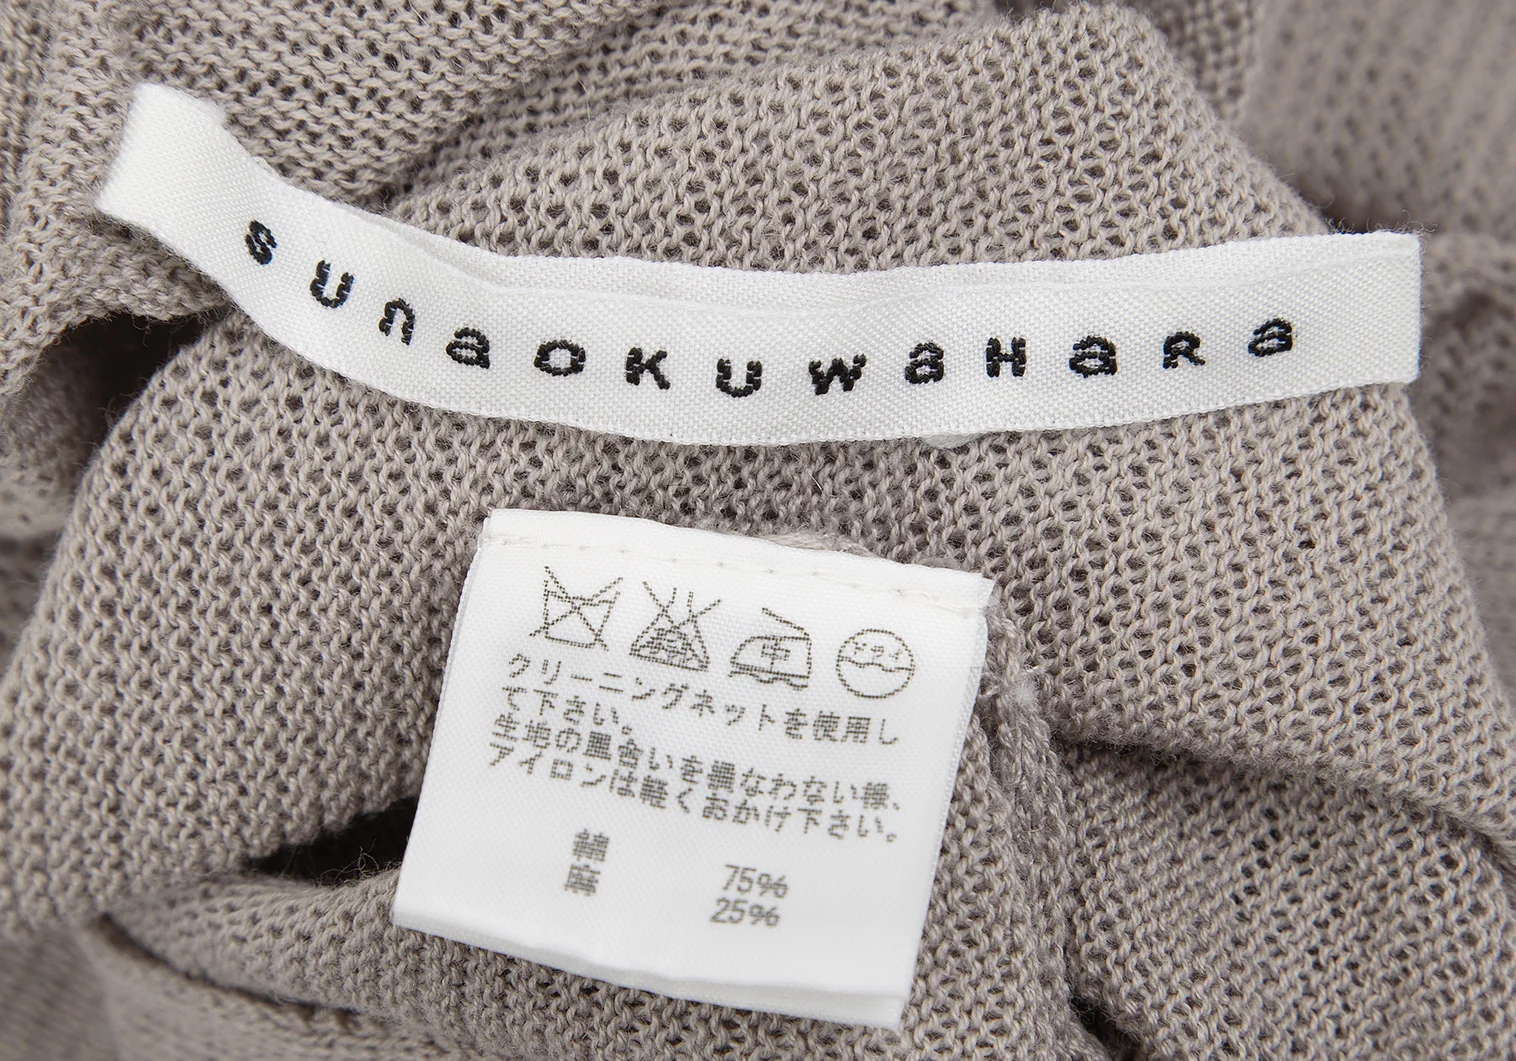 sunaoKuwaHaRa
クリーニングネットを使用し
て下さい。
生地の風合いを損なわない様、
アイロンは軽くおかけ下さい。
綿 75%
麻 25%